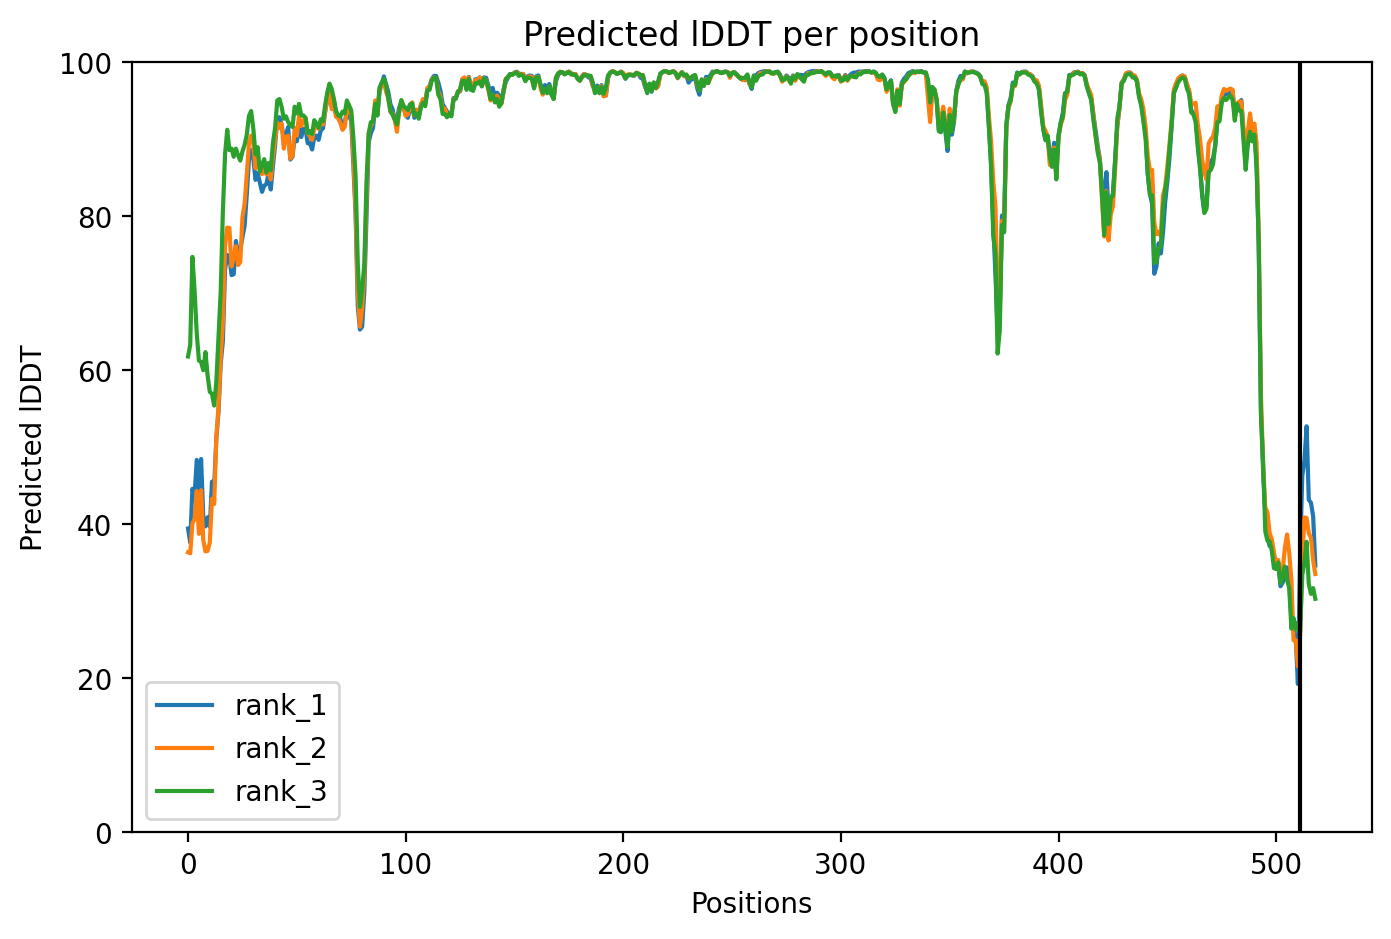 Predicted lDDT per position
100
80
60
40
20
0
Predicted lDDT
rank_1
rank_2
rank_3
0 100 200 300 400 500
Positions